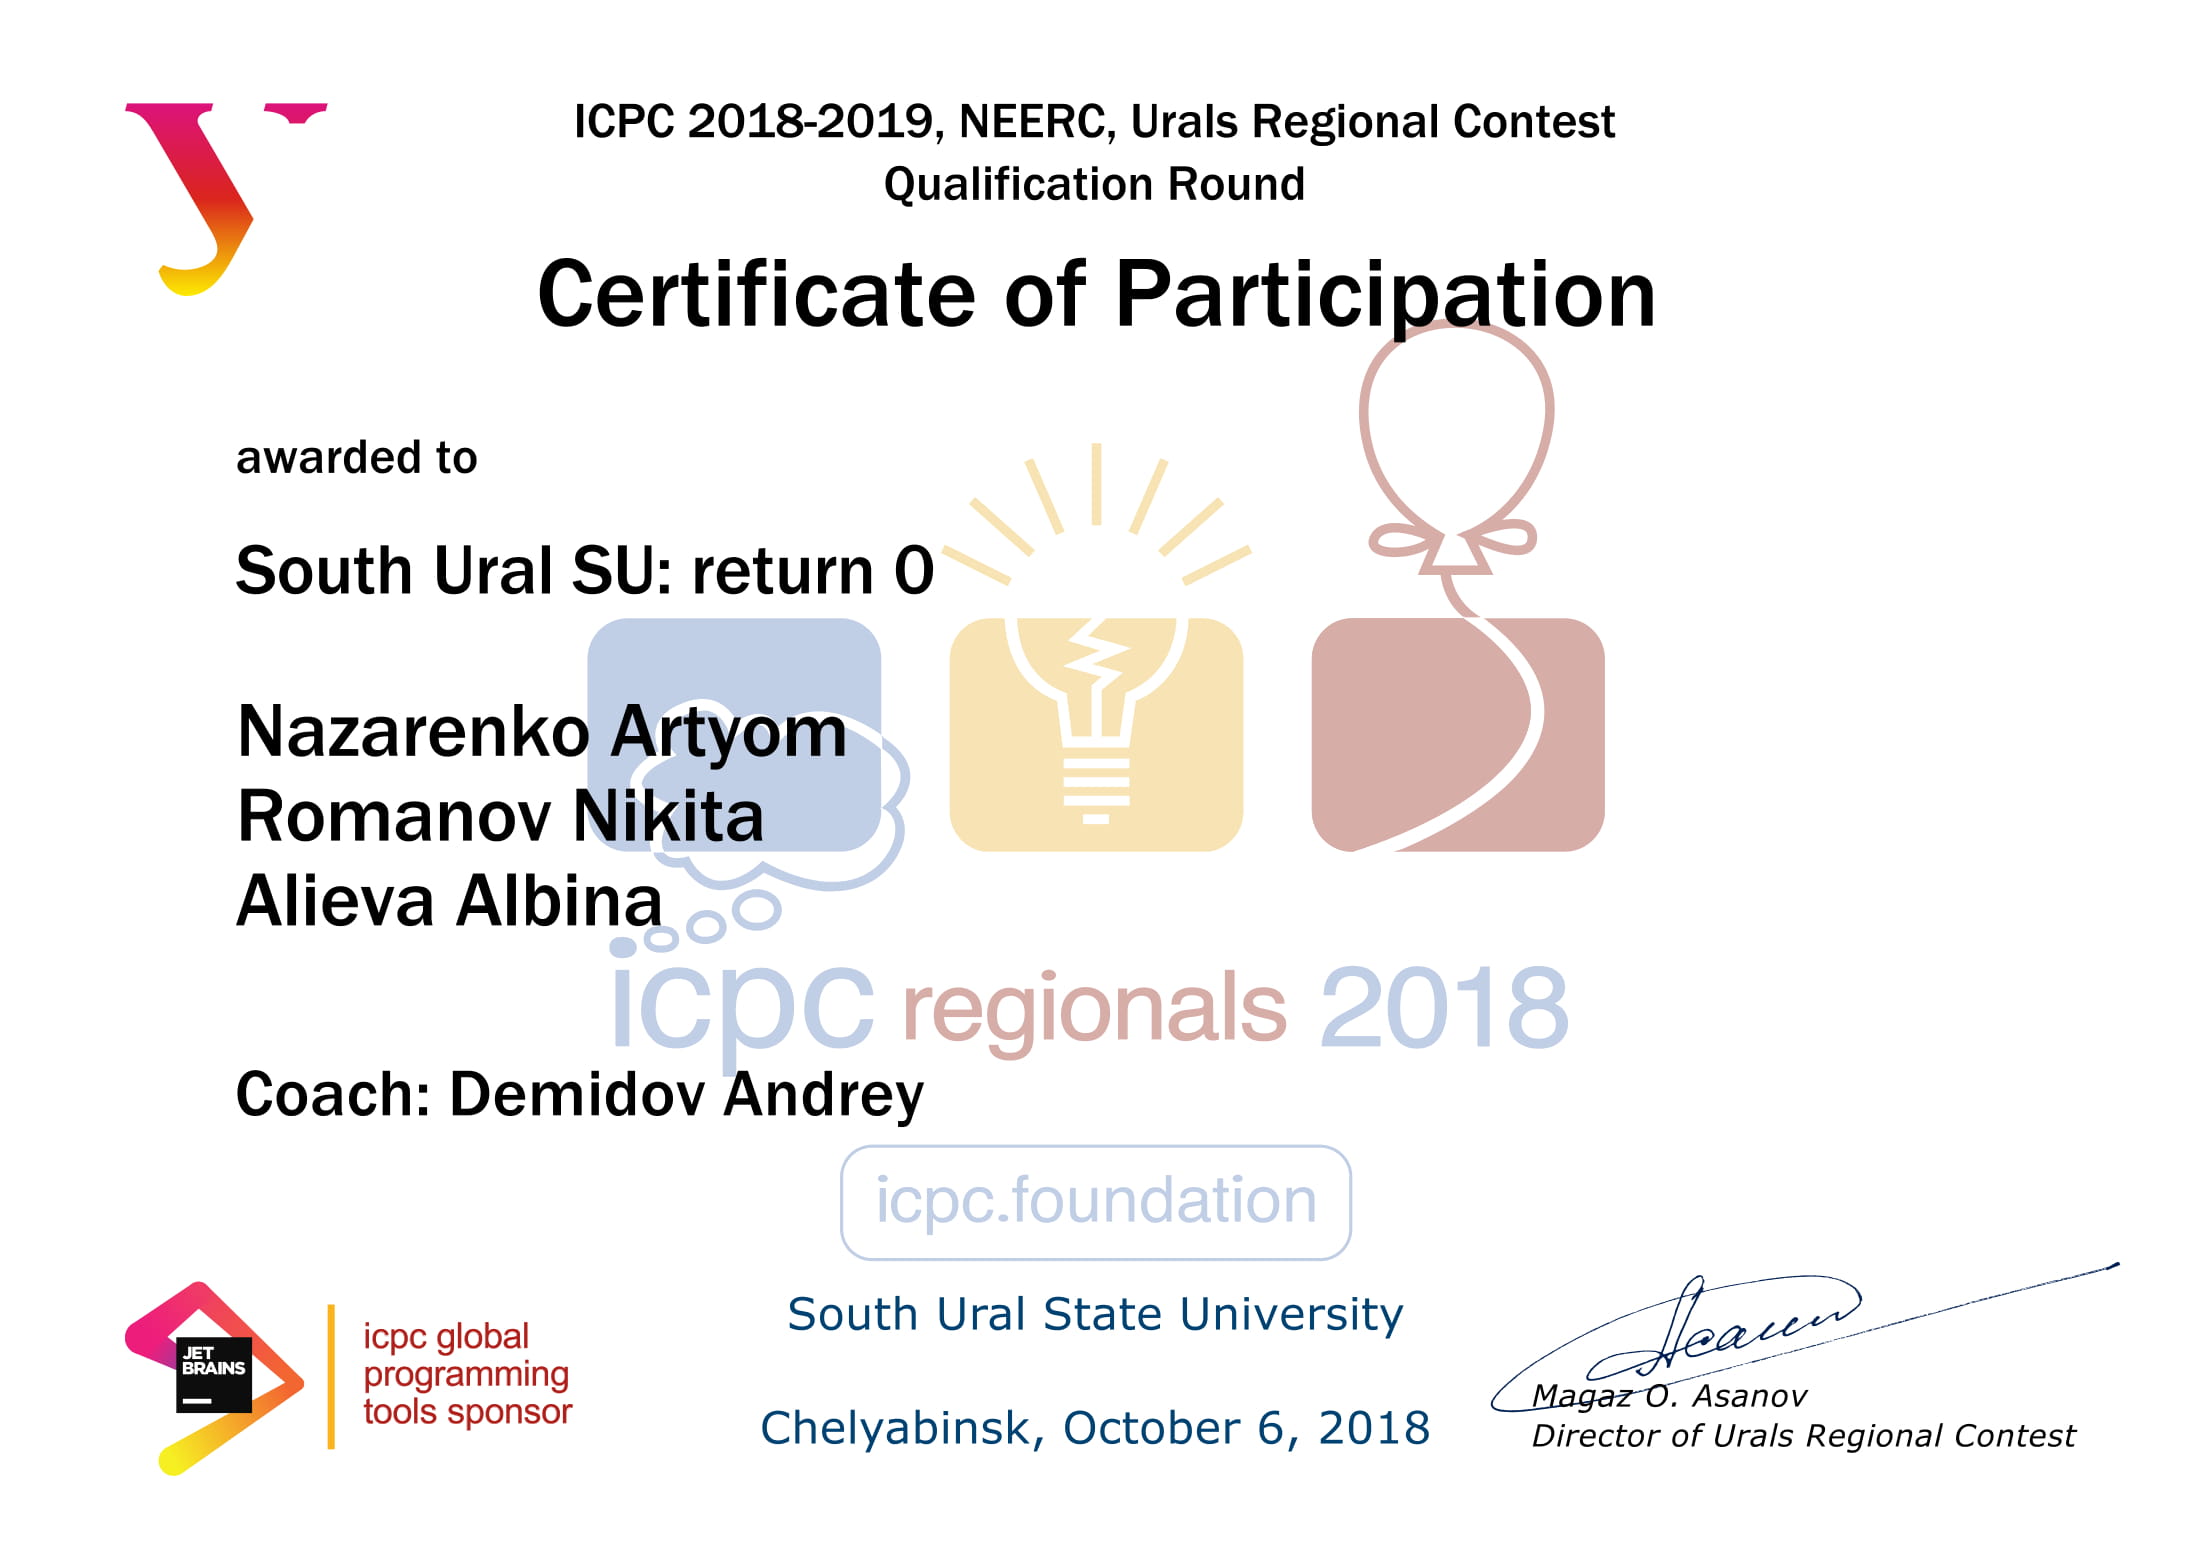 ICPC 2018-2019, NEERC, Urals Regional Contest
Qualification Round
Certificate of Participation
awarded to
South Ural SU: return 0
Nazarenko Artyom
Romanov Nikita
Alieva Albina
icpc regionals 2018
Coach: Demidov Andrey
icpc.foundation
JET
BRAINS
icpc global
programming
tools sponsor
South Ural State University
Chelyabinsk, October 6, 2018
Magaz O. Asanov
Director of Urals Regional Contest